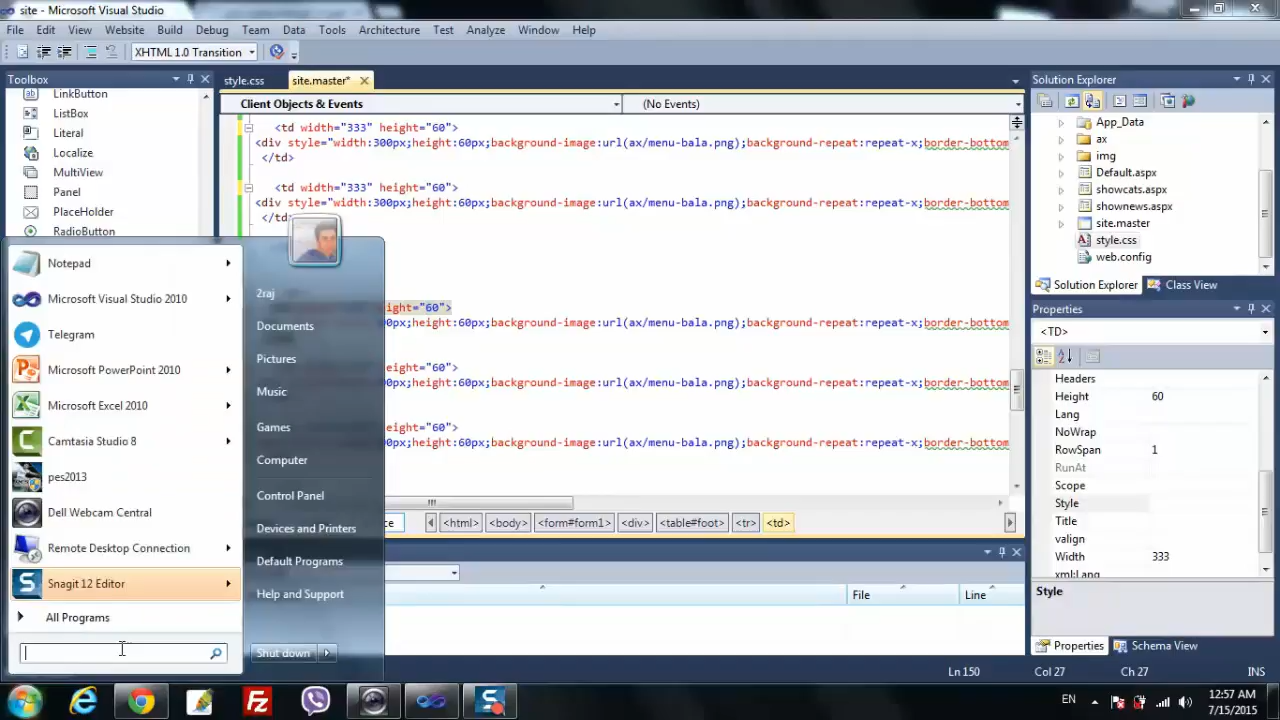 site - Microsoft Visual Studio
File Edit View Website Build Debug Team Data Tools Architecture Test Analyze Window Help
XHTML 1.0 Transition
Toolbox
style.css site.master*
Solution Explorer
LinkButton
ListBox
Literal
Localize
MultiView
Panel
PlaceHolder
RadioButton
Client Objects & Events (No Events)
<td width="333" height="60">
<div style="width:300px;height:60px;background-image:url(ax/menu-bala.png);background-repeat:repeat-x;border-bottom
</td>
<td width="333" height="60">
<div style="width:300px;height:60px;background-image:url(ax/menu-bala.png);background-repeat:repeat-x;border-bottom
</td
ight="60">
0px;height:60px;background-image:url(ax/menu-bala.png);background-repeat:repeat-x;border-bottom
eight="60">
0px;height:60px;background-image:url(ax/menu-bala.png);background-repeat:repeat-x;border-bottom
eight="60">
0px;height:60px;background-image:url(ax/menu-bala.png);background-repeat:repeat-x;border-bottom
ce <html> <body> <form#form1> <div> <table#foot> <tr> <td>
File Line
App_Data
ax
img
Default.aspx
showcats.aspx
shownews.aspx
site.master
style.css
web.config
Solution Explorer Class View
Properties
<TD>
Headers
Height 60
Lang
NoWrap
RowSpan 1
RunAt
Scope
Style
Title
valign
Width 333
xml:Lang
Style
Properties Schema View
Notepad
Microsoft Visual Studio 2010
Telegram
Microsoft PowerPoint 2010
Microsoft Excel 2010
Camtasia Studio 8
pes2013
Dell Webcam Central
Remote Desktop Connection
Snagit 12 Editor
All Programs
2raj
Documents
Pictures
Music
Games
Computer
Control Panel
Devices and Printers
Default Programs
Help and Support
Shut down
Ln 150 Col 27 Ch 27 INS
EN
12:57 AM
7/15/2015